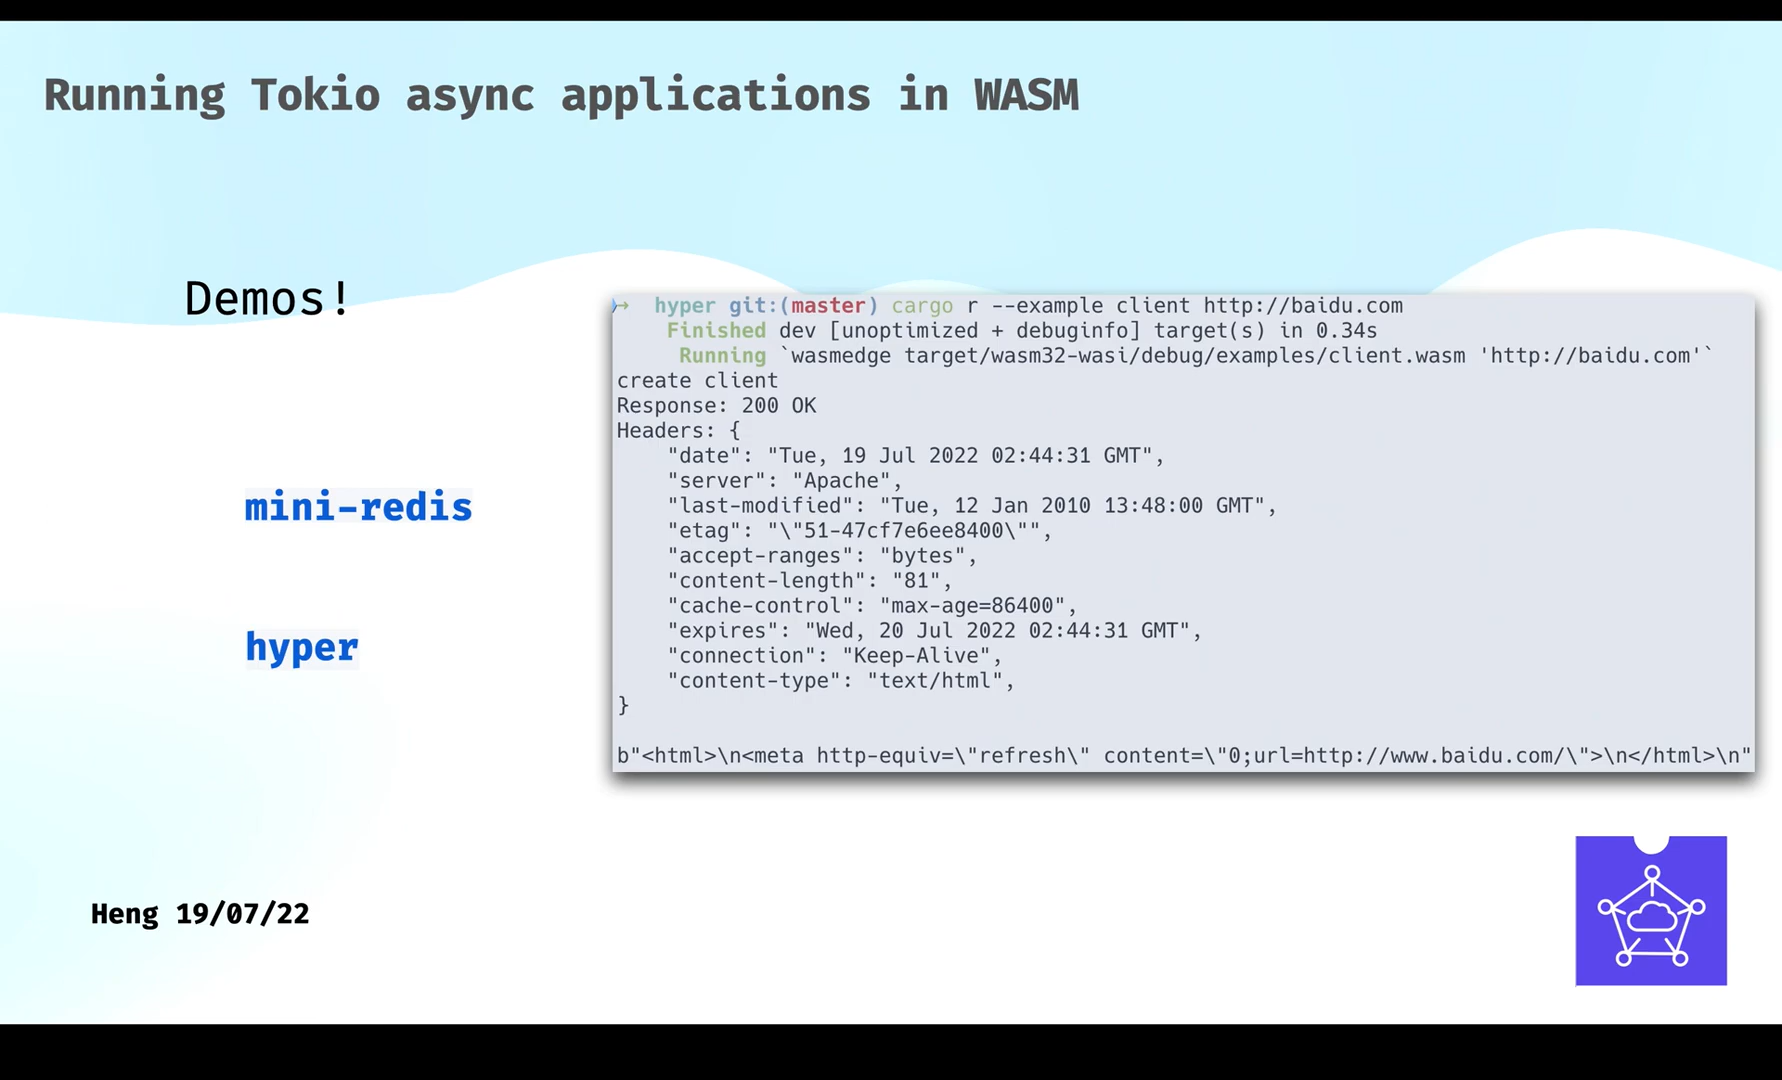 Running Tokio async applications in WASM
Demos!
mini-redis
hyper
→ hyper git:(master) cargo r --example client http://baidu.com
Finished dev [unoptimized + debuginfo] target(s) in 0.34s
Running `wasmedge target/wasm32-wasi/debug/examples/client.wasm 'http://baidu.com'`
create client
Response: 200 OK
Headers: {
"date": "Tue, 19 Jul 2022 02:44:31 GMT",
"server": "Apache",
"last-modified": "Tue, 12 Jan 2010 13:48:00 GMT",
"etag": "\"51-47cf7e6ee8400\"",
"accept-ranges": "bytes",
"content-length": "81",
"cache-control": "max-age=86400",
"expires": "Wed, 20 Jul 2022 02:44:31 GMT",
"connection": "Keep-Alive",
"content-type": "text/html",
}
b"<html>\n<meta http-equiv=\"refresh\" content=\"0;url=http://www.baidu.com/\">\n</html>\n"
Heng 19/07/22